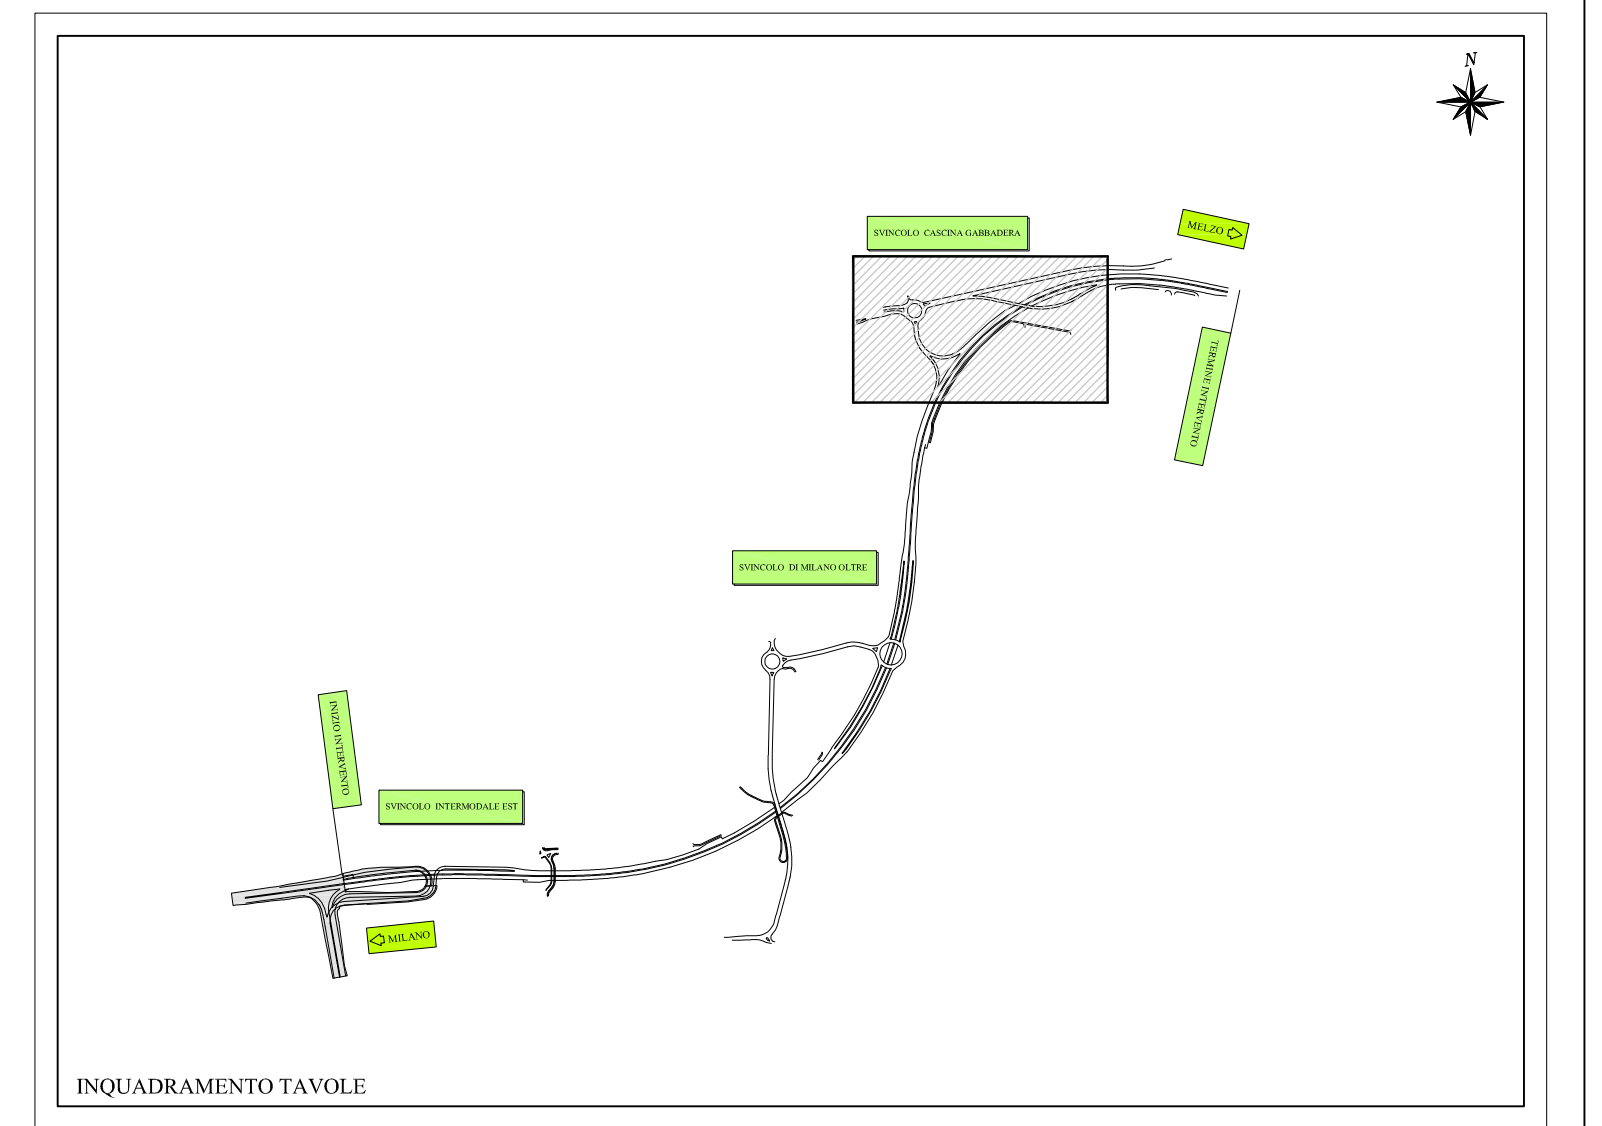 N
MELZO
SVINCOLO CASCINA GABBADERA
TERMINE INTERVENTO
SVINCOLO DI MILANO OLTRE
INIZIO INTERVENTO
SVINCOLO INTERMODALE EST
MILANO
INQUADRAMENTO TAVOLE